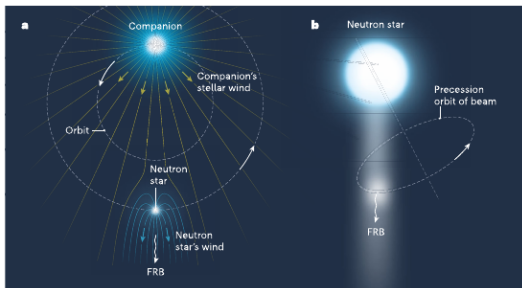 a
Companion
Companion's
stellar wind
Orbit
Neutron
star
Neutron
star's wind
FRB
b
Neutron star
Precession
orbit of beam
FRB